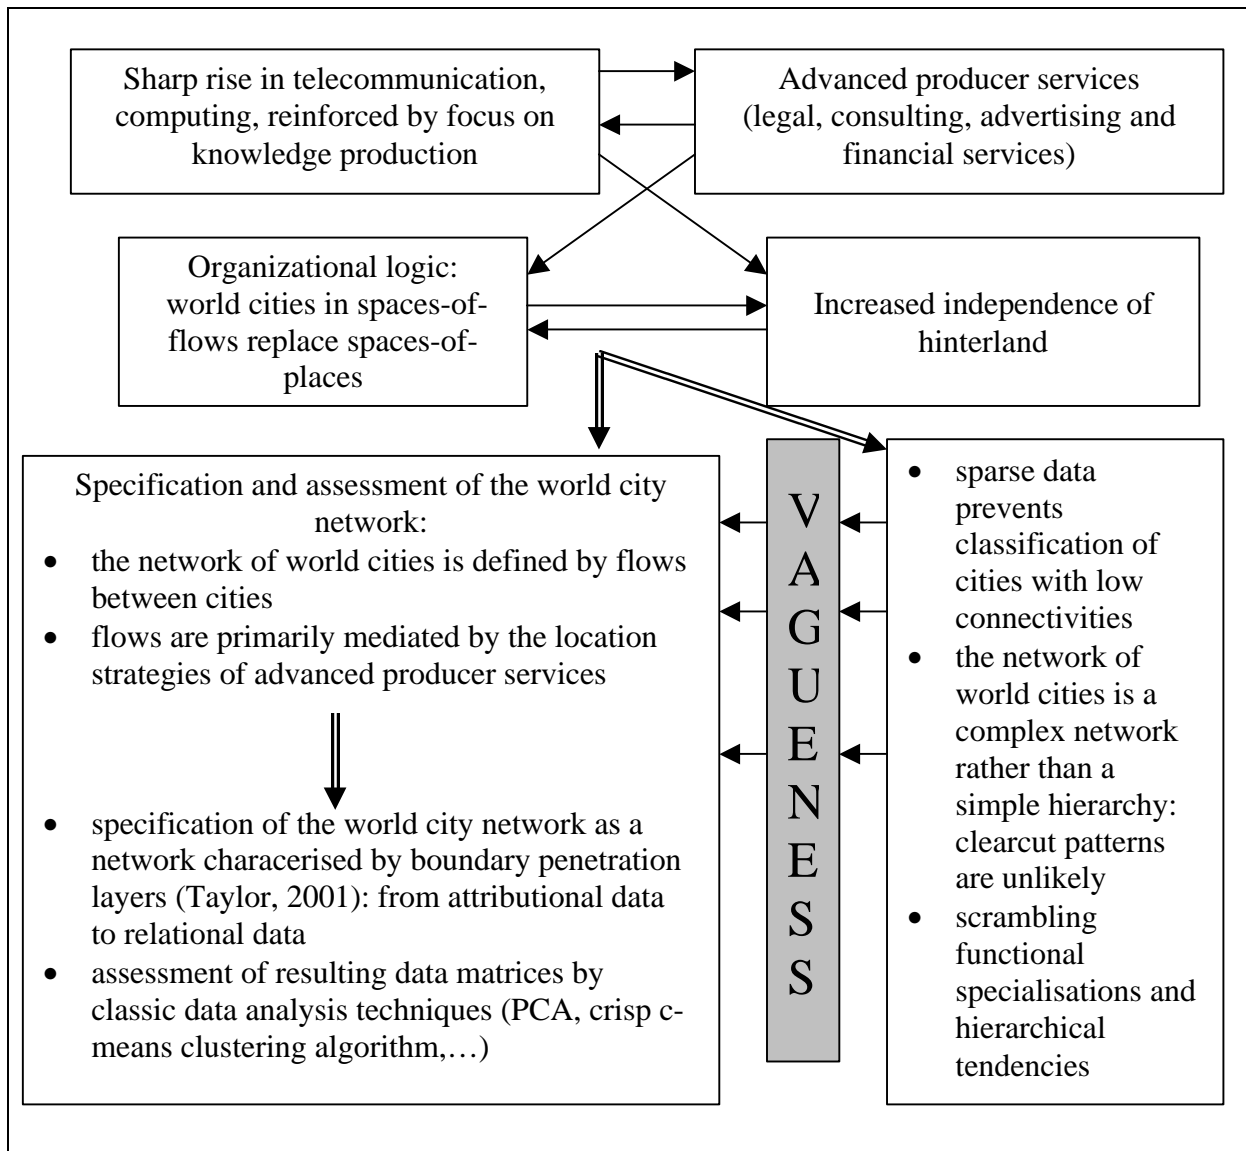 Sharp rise in telecommunication,
computing, reinforced by focus on
knowledge production
Advanced producer services
(legal, consulting, advertising and
financial services)
Organizational logic:
world cities in spaces-of-
flows replace spaces-of-
places
Increased independence of
hinterland
Specification and assessment of the world city
network:
• the network of world cities is defined by flows
between cities
• flows are primarily mediated by the location
strategies of advanced producer services
• specification of the world city network as a
network characerised by boundary penetration
layers (Taylor, 2001): from attributional data
to relational data
• assessment of resulting data matrices by
classic data analysis techniques (PCA, crisp c-
means clustering algorithm,…)
V
A
G
U
E
N
E
S
S
• sparse data
prevents
classification of
cities with low
connectivities
• the network of
world cities is a
complex network
rather than a
simple hierarchy:
clearcut patterns
are unlikely
• scrambling
functional
specialisations and
hierarchical
tendencies